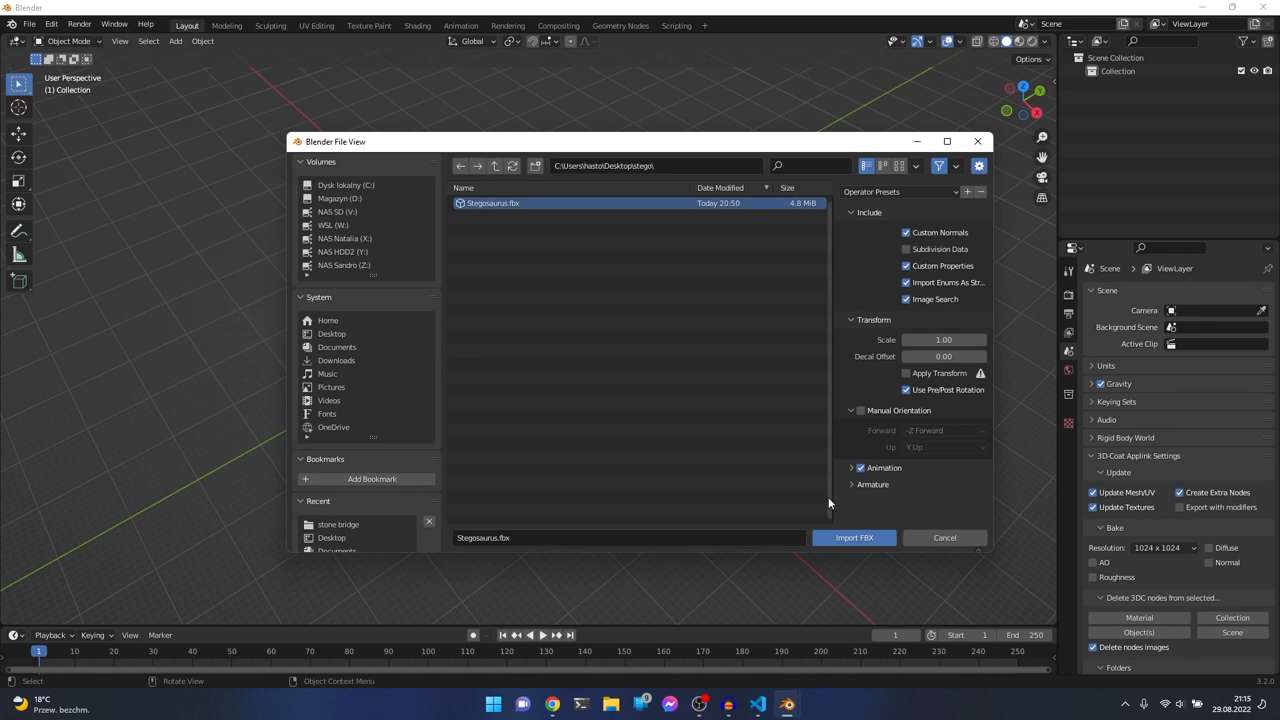 Blender
File Edit Render Window Help Layout Modeling Sculpting UV Editing Texture Paint Shading Animation Rendering Compositing Geometry Nodes Scripting + Scene ViewLayer
Object Mode View Select Add Object Global
Options
User Perspective
(1) Collection
Z
Y
X
Scene Collection
Collection
Blender File View
Volumes
Dysk lokalny (C:)
Magazyn (D:)
NAS SD (V:)
WSL (W:)
NAS Natalia (X:)
NAS HDD2 (Y:)
NAS Sandro (Z:)
System
Home
Desktop
Documents
Downloads
Music
Pictures
Videos
Fonts
OneDrive
Bookmarks
Add Bookmark
Recent
stone bridge
Desktop
Documents
C:\Users\hasto\Desktop\stego\
Name Date Modified Size
Stegosaurus.fbx Today 20:50 4.8 MiB
Stegosaurus.fbx
Operator Presets
Include
Custom Normals
Subdivision Data
Custom Properties
Import Enums As Str...
Image Search
Transform
Scale 1.00
Decal Offset 0.00
Apply Transform
Use Pre/Post Rotation
Manual Orientation
Forward -Z Forward
Up Y Up
Animation
Armature
Import FBX Cancel
Scene ViewLayer
Scene
Camera
Background Scene
Active Clip
Units
Gravity
Keying Sets
Audio
Rigid Body World
3D-Coat Applink Settings
Update
Update Mesh/UV Create Extra Nodes
Update Textures Export with modifiers
Bake
Resolution: 1024 x 1024 Diffuse
AO Normal
Roughness
Delete 3DC nodes from selected...
Material Collection
Object(s) Scene
Delete nodes images
Folders
Playback Keying View Marker 1 Start 1 End 250
1 10 20 30 40 50 60 70 80 90 100 110 120 130 140 150 160 170 180 190 200 210 220 230 240 250
Select Rotate View Object Context Menu 3.2.0
18°C
Przew. bezchm.
9
21:15
29.08.2022